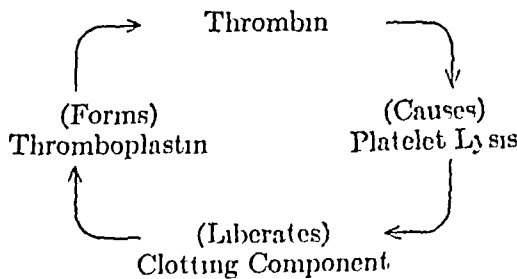 Thrombin
(Causes)
Platelet Lysis
(Liberates)
Clotting Component
(Forms)
Thromboplastin